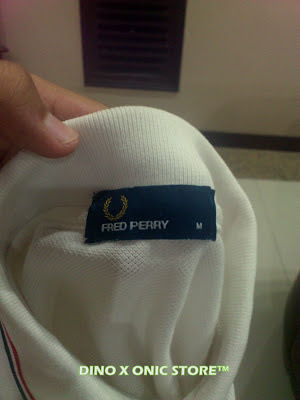 FRED PERRY M
DINO X ONIC STORE™